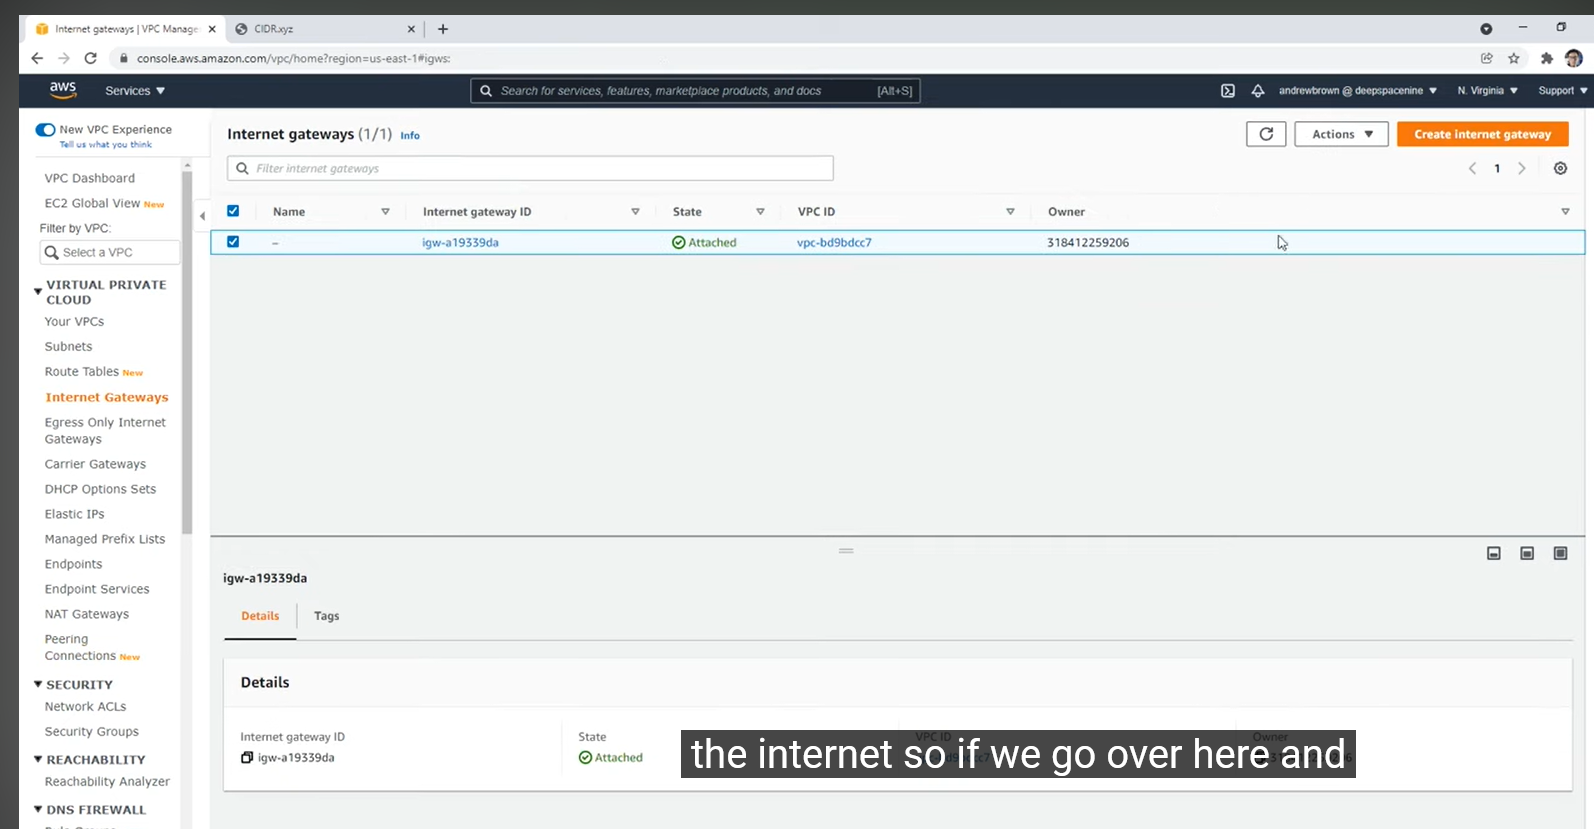 Internet gateways | VPC Manage
CIDR.xyz
console.aws.amazon.com/vpc/home?region=us-east-1#igws:
aws
Services
Search for services, features, marketplace products, and docs
[Alt+S]
andrewbrown @ deepspacenine
N. Virginia
Support
New VPC Experience
Tell us what you think
VPC Dashboard
EC2 Global View New
Filter by VPC:
Select a VPC
VIRTUAL PRIVATE
CLOUD
Your VPCs
Subnets
Route Tables New
Internet Gateways
Egress Only Internet
Gateways
Carrier Gateways
DHCP Options Sets
Elastic IPs
Managed Prefix Lists
Endpoints
Endpoint Services
NAT Gateways
Peering
Connections New
SECURITY
Network ACLs
Security Groups
REACHABILITY
Reachability Analyzer
DNS FIREWALL
Internet gateways (1/1) Info
Actions
Create internet gateway
Filter internet gateways
1
Name
Internet gateway ID
State
VPC ID
Owner
–
igw-a19339da
Attached
vpc-bd9bdcc7
318412259206
igw-a19339da
Details
Tags
Details
Internet gateway ID
State
VPC ID
Owner
igw-a19339da
Attached
the internet so if we go over here and